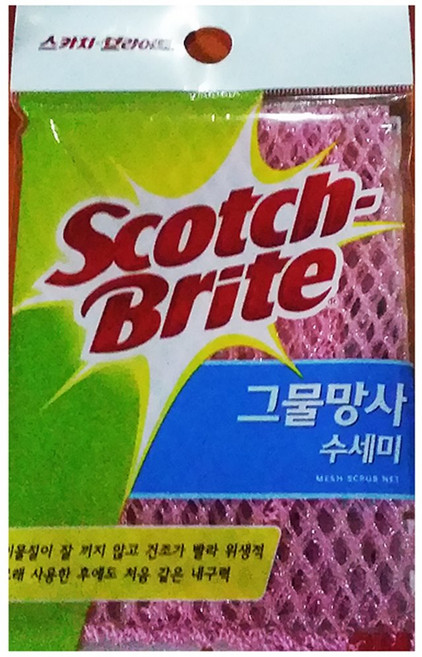 스카치-브라이트
Scotch-
Brite
그물망사
수세미
MESH SCRUB NET
이물질이 잘 끼지 않고 건조가 빨라 위생적
오래 사용한 후에도 처음 같은 내구력